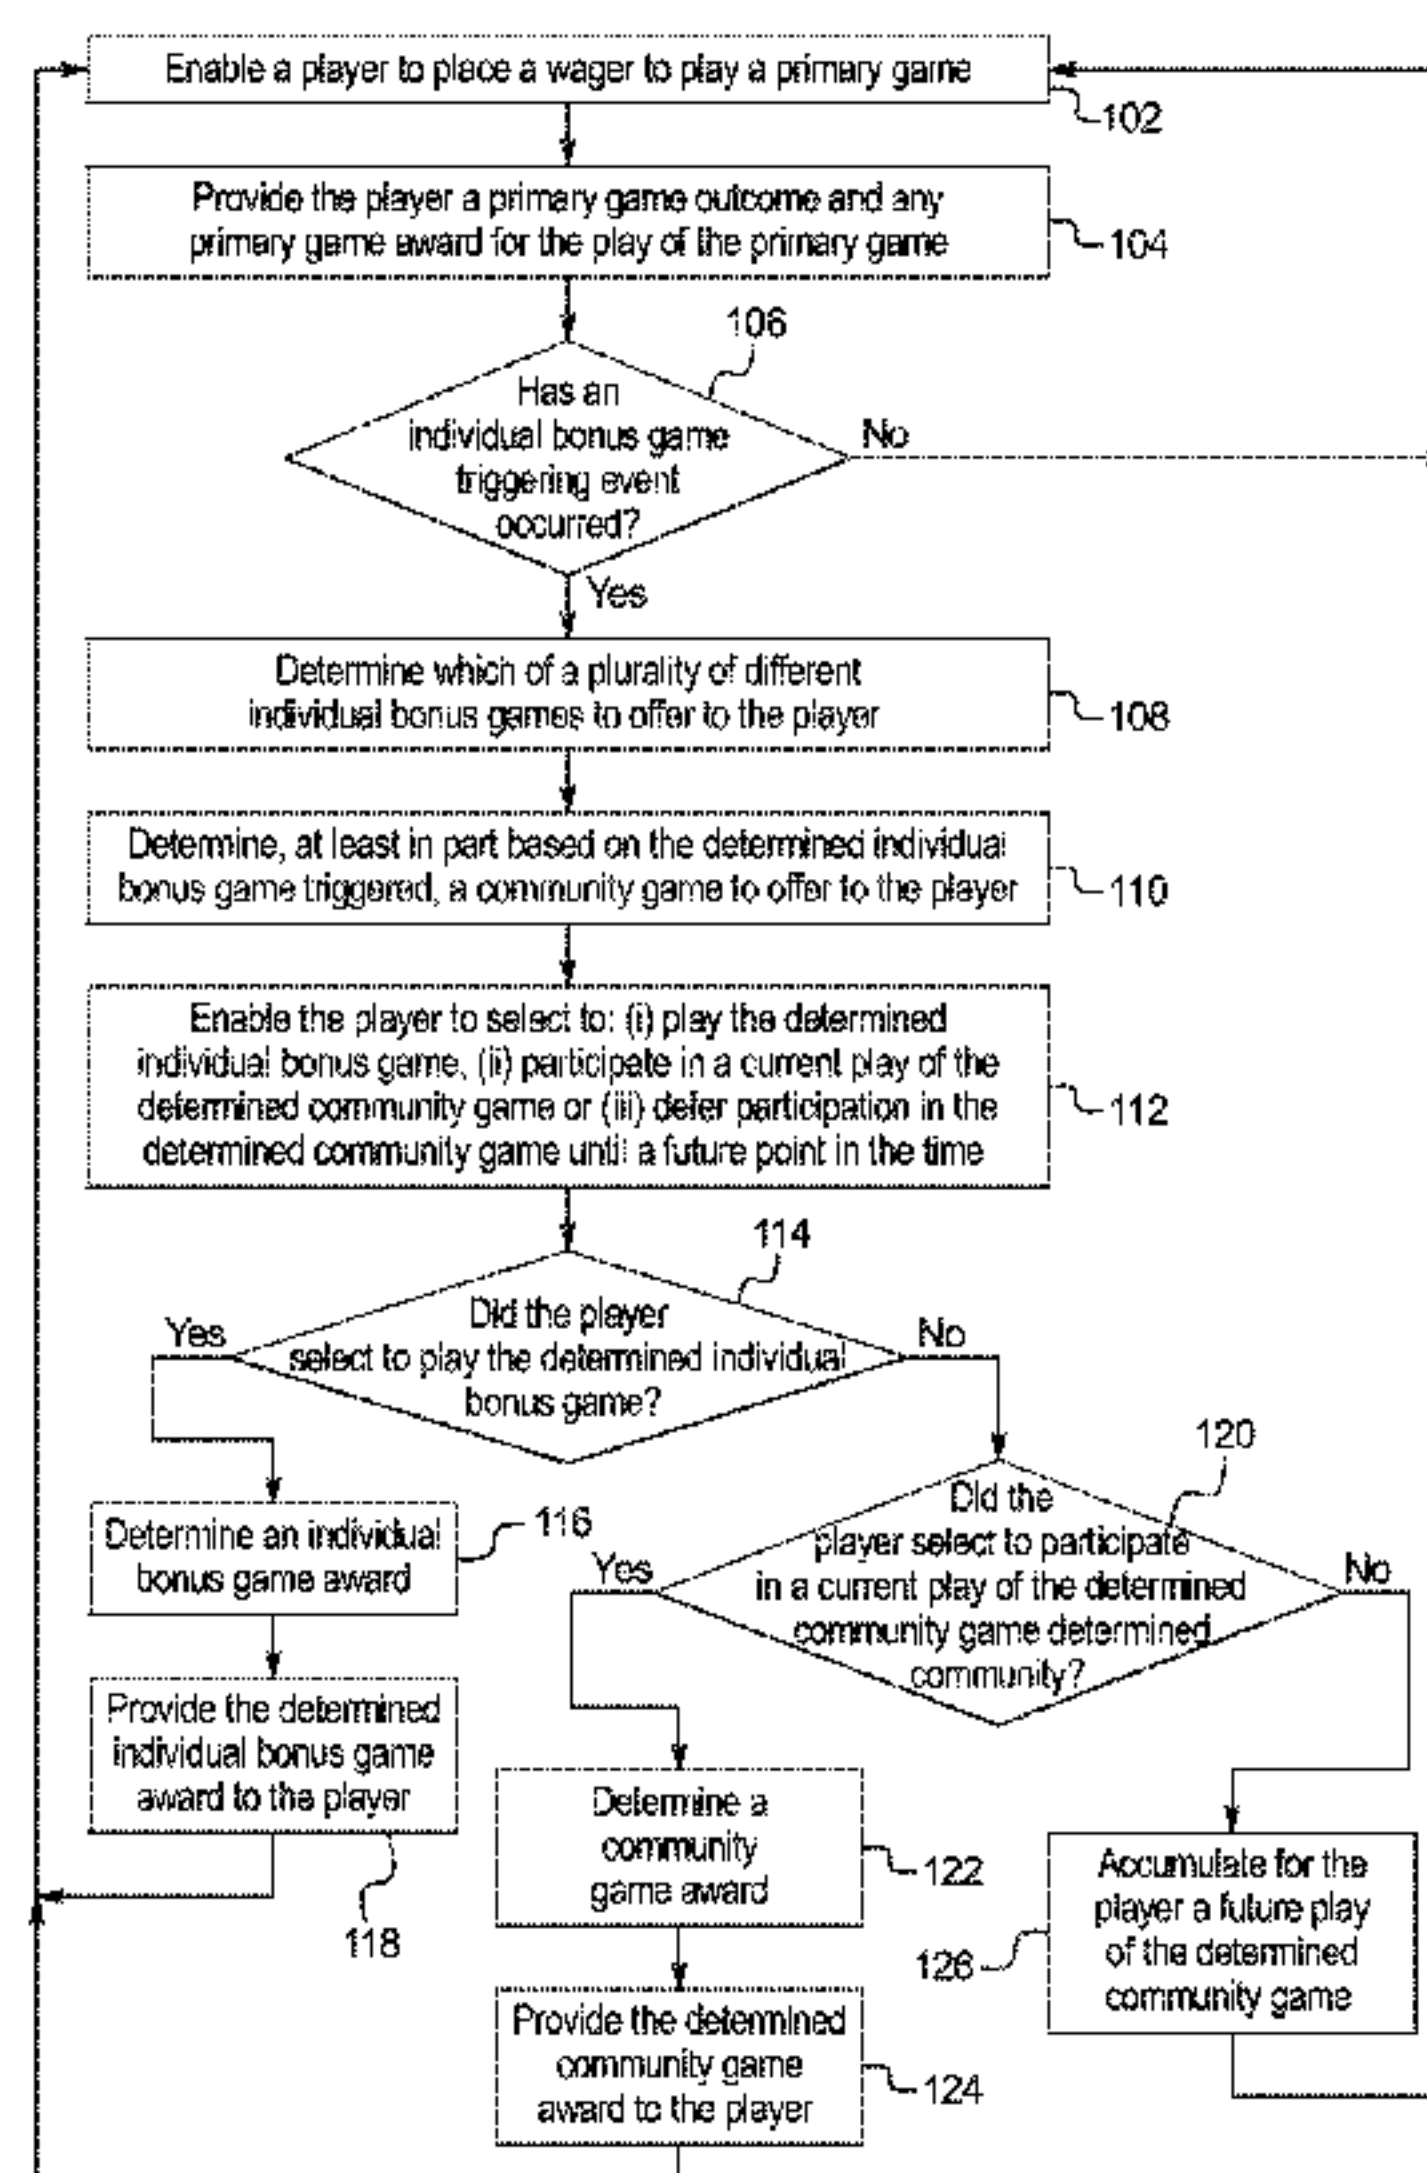 Enable a player to place a wager to play a primary game
102
Provide the player a primary game outcome and any
primary game award for the play of the primary game
104
106
Has an
individual bonus game
triggering event
occurred?
No
Yes
Determine which of a plurality of different
individual bonus games to offer to the player
108
Determine, at least in part based on the determined individual
bonus game triggered, a community game to offer to the player
110
Enable the player to select to: (i) play the determined
individual bonus game, (ii) participate in a current play of the
determined community game or (iii) defer participation in the
determined community game until a future point in the time
112
114
Did the player
select to play the determined individual
bonus game?
Yes
No
120
Did the
player select to participate
in a current play of the determined
community game determined
community?
Yes
No
Determine an individual
bonus game award
116
Provide the determined
individual bonus game
award to the player
118
Determine a
community
game award
122
Accumulate for the
player a future play
of the determined
community game
126
Provide the determined
community game
award to the player
124